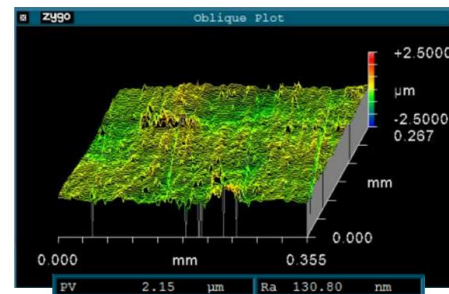 zygo Oblique Plot
+2.5000
µm
-2.5000
0.267
mm
0.000
0.000 mm 0.355
PV 2.15 µm Ra 130.80 nm